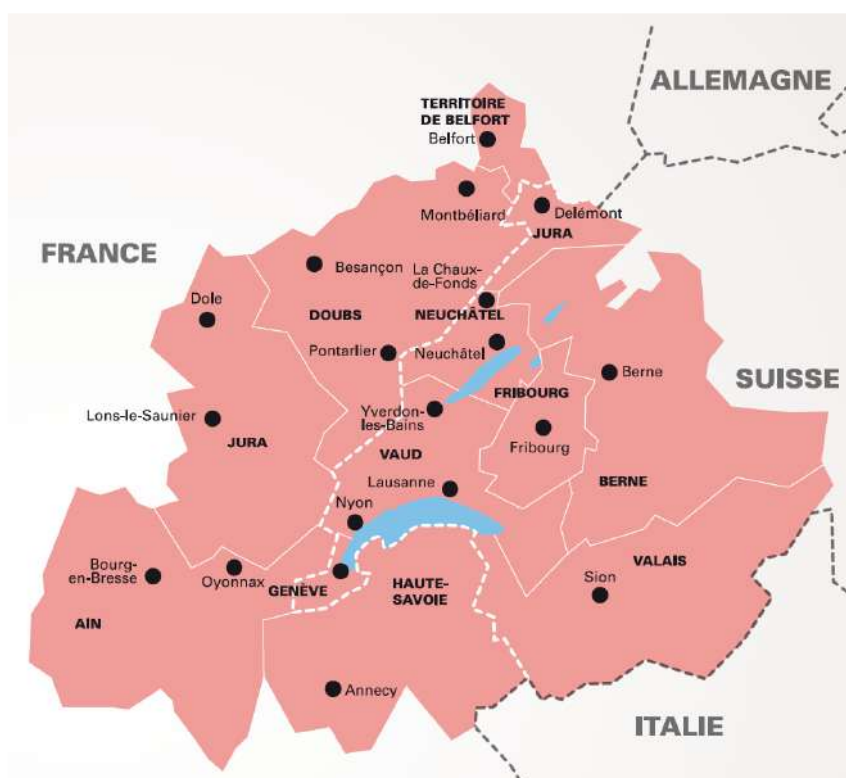 ALLEMAGNE
TERRITOIRE
DE BELFORT
Belfort
Montbéliard
Delémont
JURA
FRANCE
Besançon
La Chaux-
de-Fonds
Dole
DOUBS
NEUCHÂTEL
Pontarlier
Neuchâtel
Berne
SUISSE
FRIBOURG
Lons-le-Saunier
Yverdon-
les-Bains
JURA
VAUD
Fribourg
Lausanne
BERNE
Nyon
Bourg-
en-Bresse
Oyonnax
GENÈVE
HAUTE-
SAVOIE
VALAIS
Sion
AIN
Annecy
ITALIE